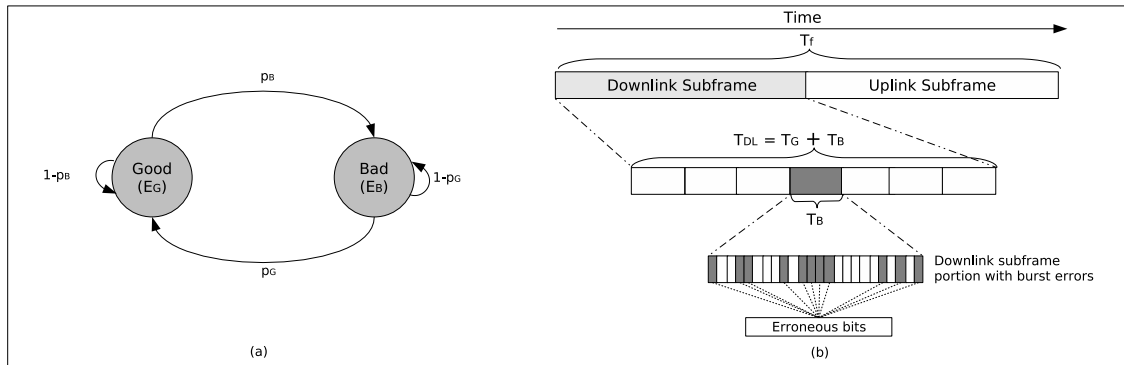 pB
Good
(EG)
Bad
(EB)
1-pB
1-pG
pG
(a)
Time
Tf
Downlink Subframe
Uplink Subframe
TDL = TG + TB
TB
Downlink subframe
portion with burst errors
Erroneous bits
(b)